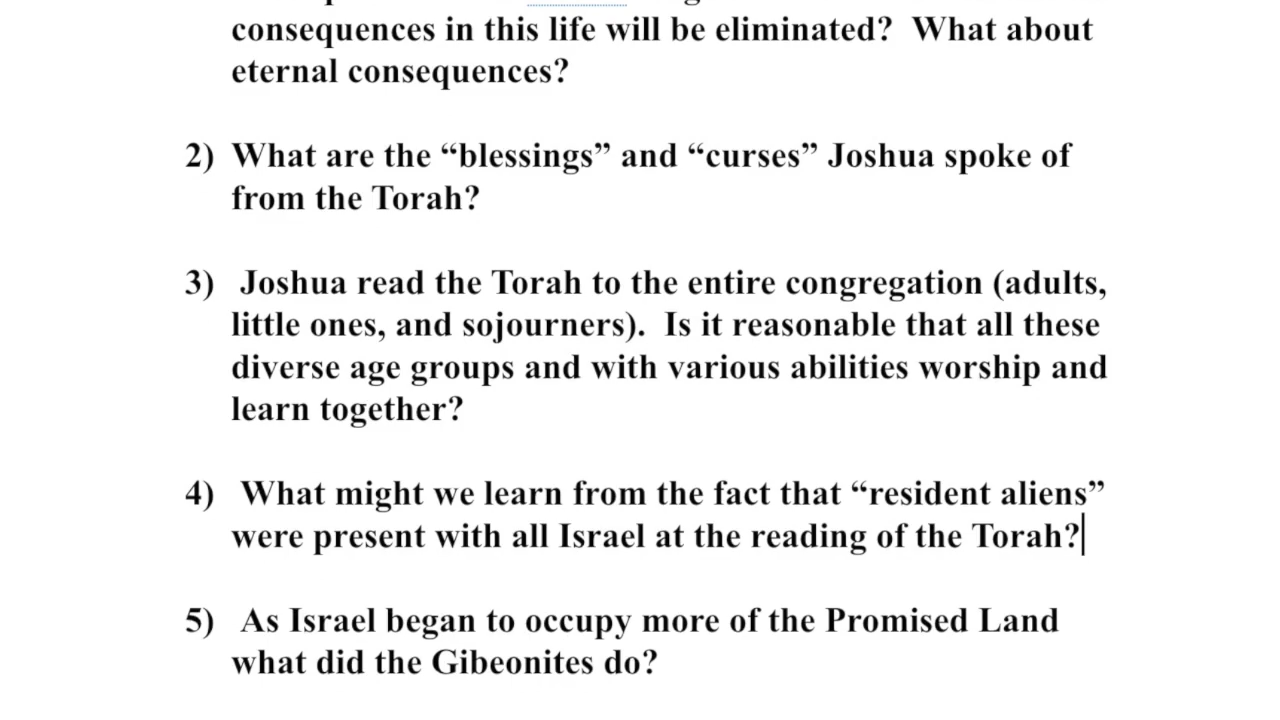 consequences in this life will be eliminated? What about
eternal consequences?
2) What are the “blessings” and “curses” Joshua spoke of
from the Torah?
3) Joshua read the Torah to the entire congregation (adults,
little ones, and sojourners). Is it reasonable that all these
diverse age groups and with various abilities worship and
learn together?
4) What might we learn from the fact that “resident aliens”
were present with all Israel at the reading of the Torah?
5) As Israel began to occupy more of the Promised Land
what did the Gibeonites do?